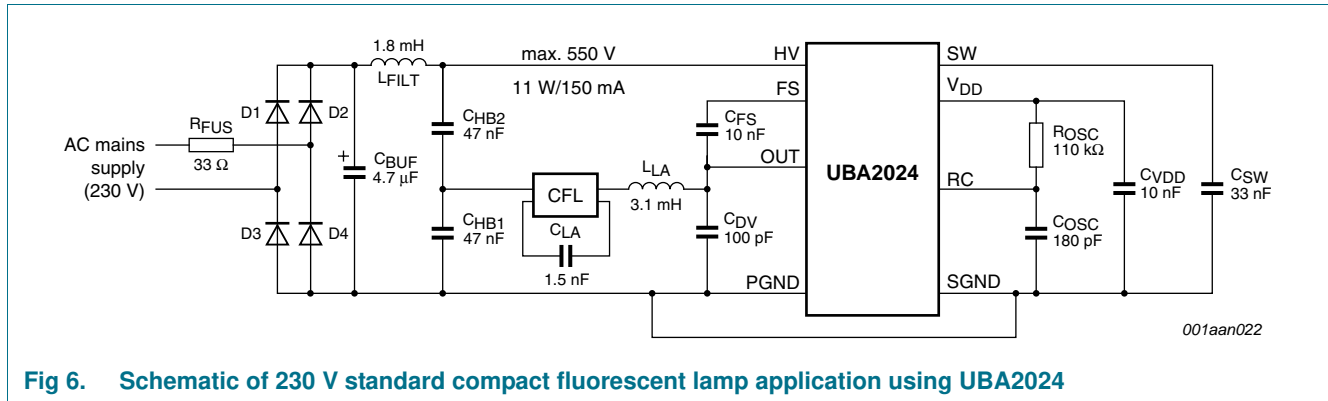 1.8 mH
LFILT
max. 550 V
11 W/150 mA
HV
FS
OUT
PGND
UBA2024
SW
VDD
RC
SGND
D1
D2
D3
D4
RFUS
33 Ω
AC mains
supply
(230 V)
+
CBUF
4.7 μF
CHB2
47 nF
CHB1
47 nF
CFL
CLA
1.5 nF
LLA
3.1 mH
CFS
10 nF
CDV
100 pF
ROSC
110 kΩ
COSC
180 pF
CVDD
10 nF
CSW
33 nF
001aan022
Fig 6. Schematic of 230 V standard compact fluorescent lamp application using UBA2024